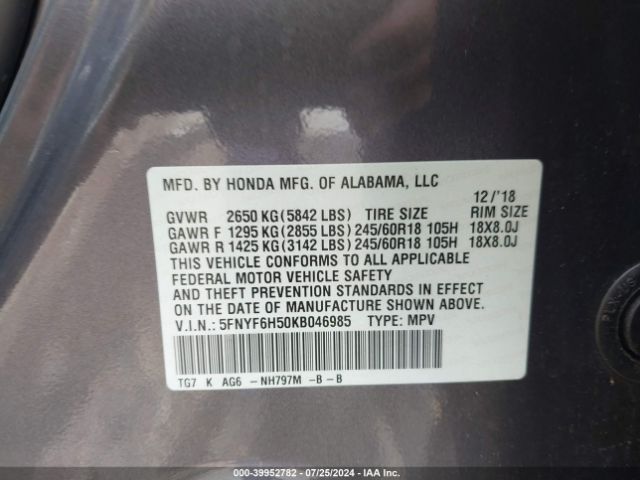 MFD. BY HONDA MFG. OF ALABAMA, LLC
12/'18
GVWR 2650 KG(5842 LBS) TIRE SIZE RIM SIZE
GAWR F 1295 KG(2855 LBS)245/60R18 105H 18X8.0J
GAWR R 1425 KG(3142 LBS)245/60R18 105H 18X8.0J
THIS VEHICLE CONFORMS TO ALL APPLICABLE
FEDERAL MOTOR VEHICLE SAFETY
AND THEFT PREVENTION STANDARDS IN EFFECT
ON THE DATE OF MANUFACTURE SHOWN ABOVE.
V.I.N.: 5FNYF6H50KB046985 TYPE: MPV
TG7 K AG6 -NH797M -B-B
000-39952782 - 07/25/2024 - IAA Inc.